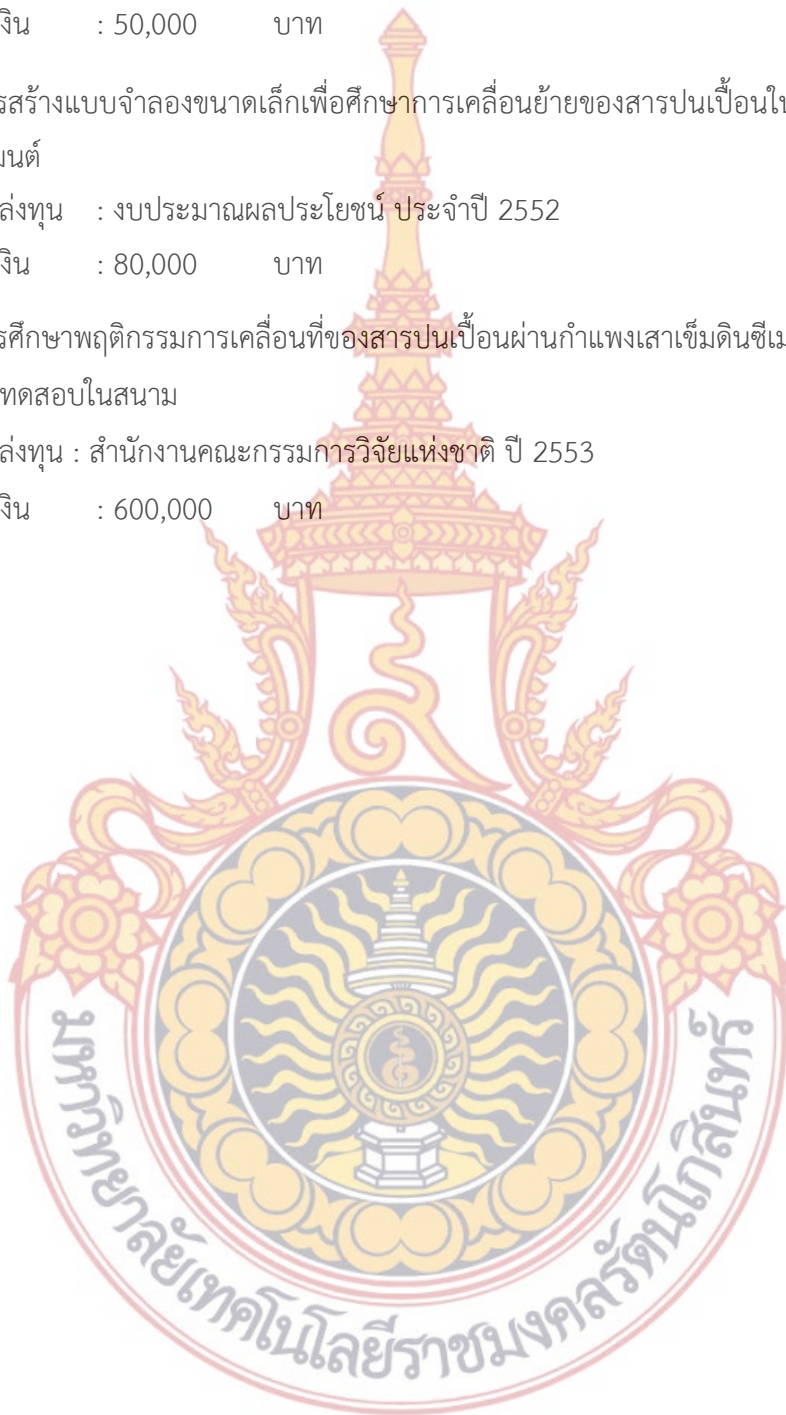 งิน : 50,000 บาท
รสร้างแบบจำลองขนาดเล็กเพื่อศึกษาการเคลื่อนย้ายของสารปนเปื้อนใน
มนต์
ล่งทุน : งบประมาณผลประโยชน์ ประจำปี 2552
งิน : 80,000 บาท
รศึกษาพฤติกรรมการเคลื่อนที่ของสารปนเปื้อนผ่านกำแพงเสาเข็มดินซีเม
ทดสอบในสนาม
ล่งทุน : สำนักงานคณะกรรมการวิจัยแห่งชาติ ปี 2553
งิน : 600,000 บาท
มหาวิทยาลัยเทคโนโลยีราชมงคลรัตนโกสินทร์